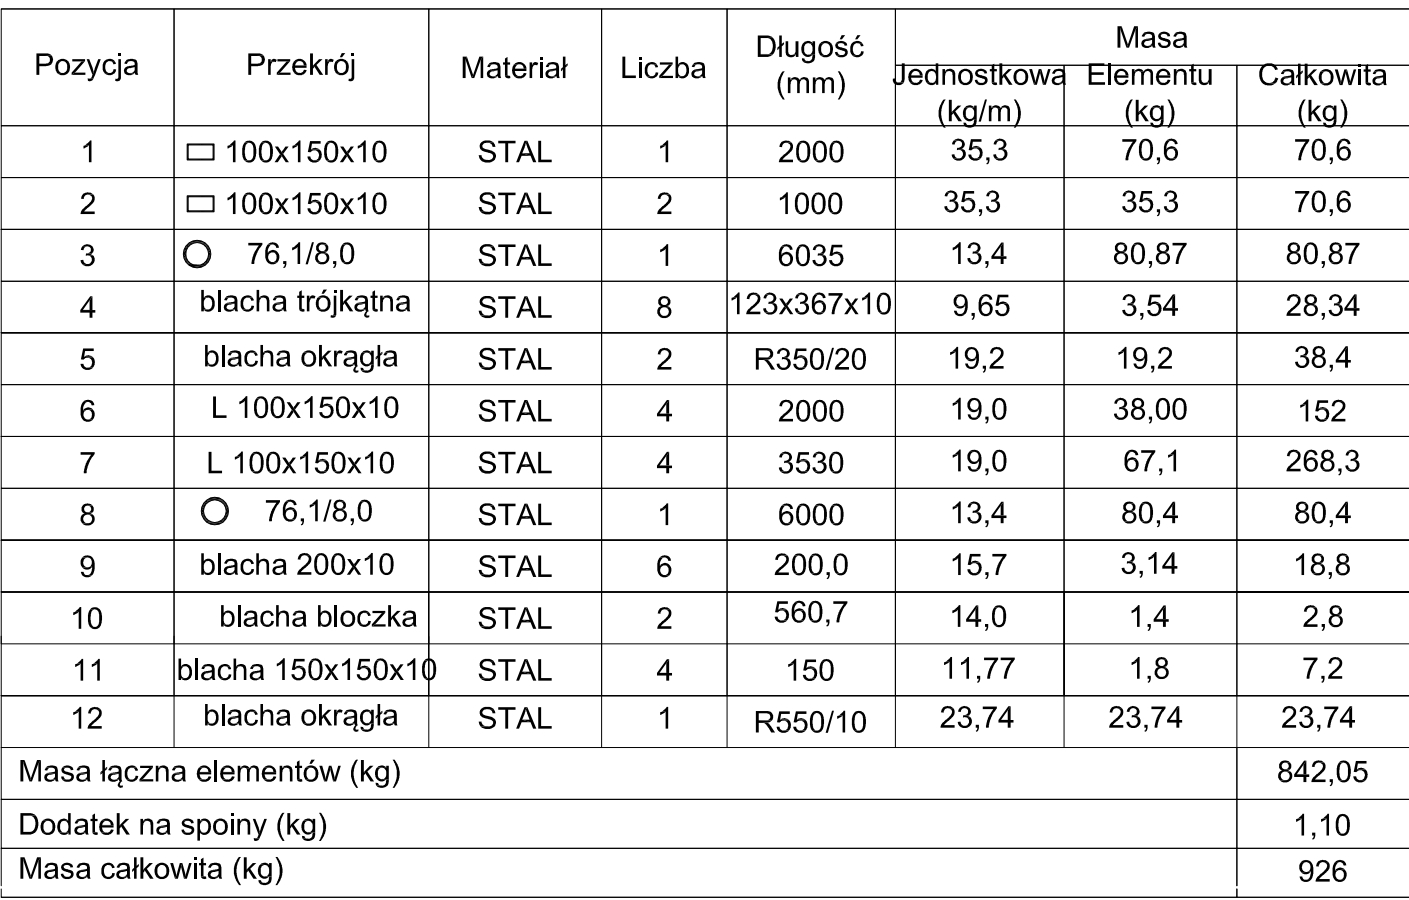 Pozycja Przekrój Materiał Liczba Długość (mm) Masa
Jednostkowa (kg/m) Elementu (kg) Całkowita (kg)
1 100x150x10 STAL 1 2000 35,3 70,6 70,6
2 100x150x10 STAL 2 1000 35,3 35,3 70,6
3 76,1/8,0 STAL 1 6035 13,4 80,87 80,87
4 blacha trójkątna STAL 8 123x367x10 9,65 3,54 28,34
5 blacha okrągła STAL 2 R350/20 19,2 19,2 38,4
6 L 100x150x10 STAL 4 2000 19,0 38,00 152
7 L 100x150x10 STAL 4 3530 19,0 67,1 268,3
8 76,1/8,0 STAL 1 6000 13,4 80,4 80,4
9 blacha 200x10 STAL 6 200,0 15,7 3,14 18,8
10 blacha bloczka STAL 2 560,7 14,0 1,4 2,8
11 blacha 150x150x10 STAL 4 150 11,77 1,8 7,2
12 blacha okrągła STAL 1 R550/10 23,74 23,74 23,74
Masa łączna elementów (kg) 842,05
Dodatek na spoiny (kg) 1,10
Masa całkowita (kg) 926